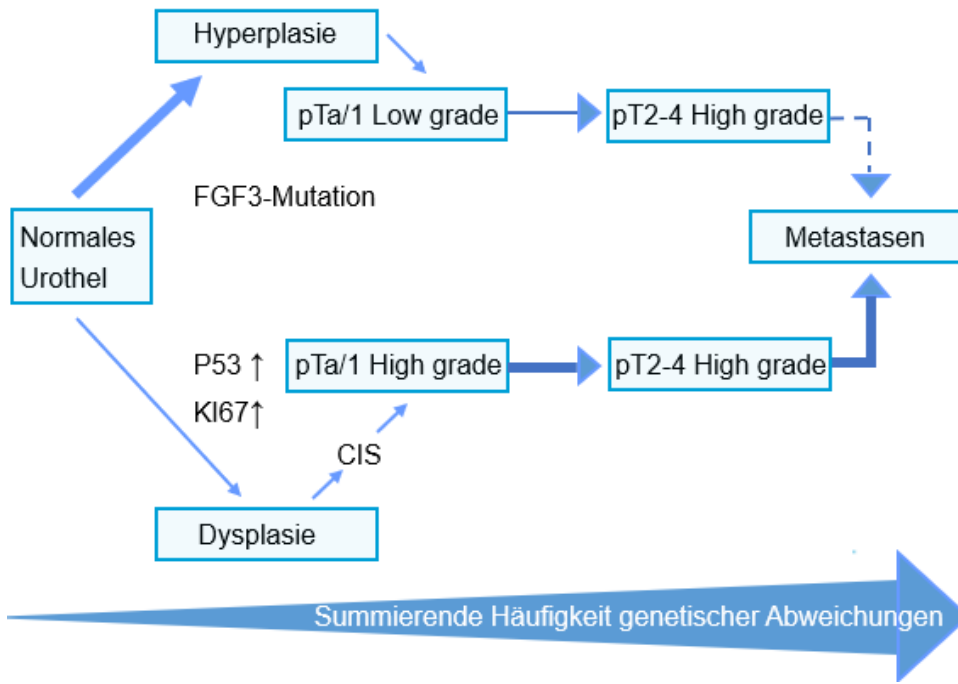 Hyperplasie
pTa/1 Low grade
pT2-4 High grade
FGF3-Mutation
Normales
Urothel
Metastasen
P53 ↑
pTa/1 High grade
pT2-4 High grade
KI67↑
CIS
Dysplasie
Summierende Häufigkeit genetischer Abweichungen